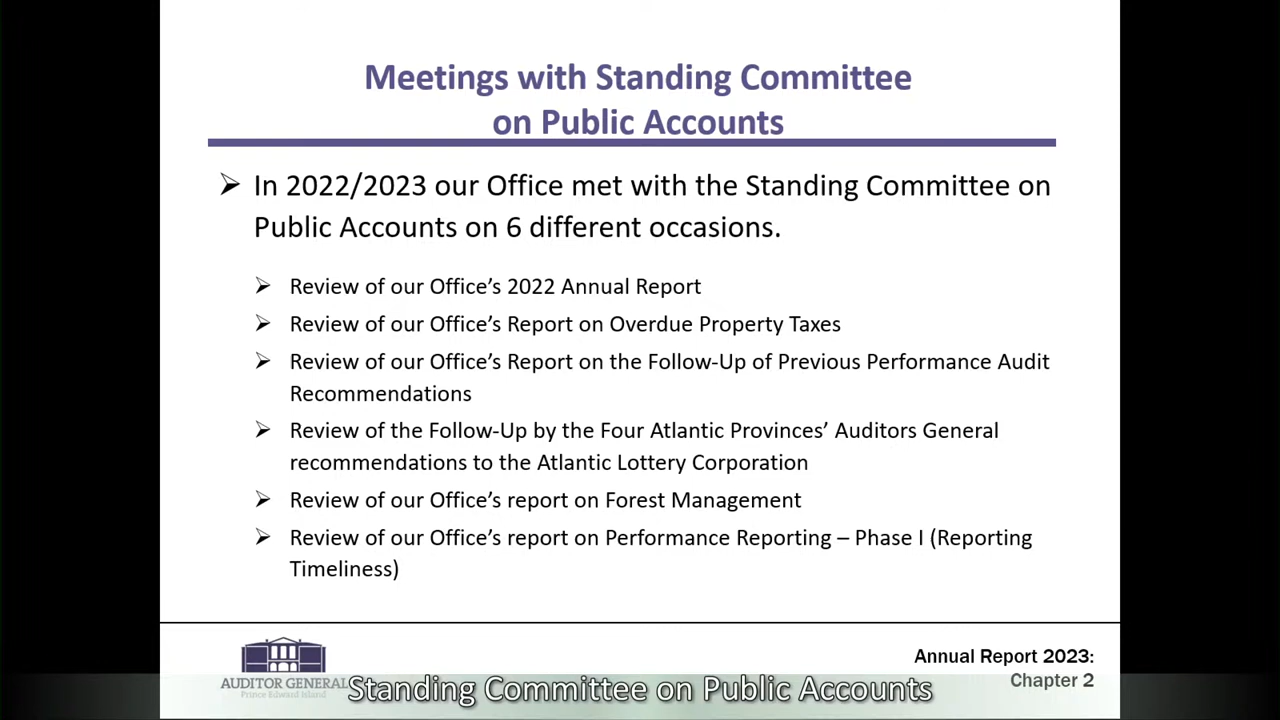 Meetings with Standing Committee
on Public Accounts
In 2022/2023 our Office met with the Standing Committee on
Public Accounts on 6 different occasions.
Review of our Office's 2022 Annual Report
Review of our Office's Report on Overdue Property Taxes
Review of our Office's Report on the Follow-Up of Previous Performance Audit
Recommendations
Review of the Follow-Up by the Four Atlantic Provinces' Auditors General
recommendations to the Atlantic Lottery Corporation
Review of our Office's report on Forest Management
Review of our Office's report on Performance Reporting – Phase I (Reporting
Timeliness)
AUDITOR GENERAL
Prince Edward Island
Annual Report 2023:
Chapter 2
Standing Committee on Public Accounts